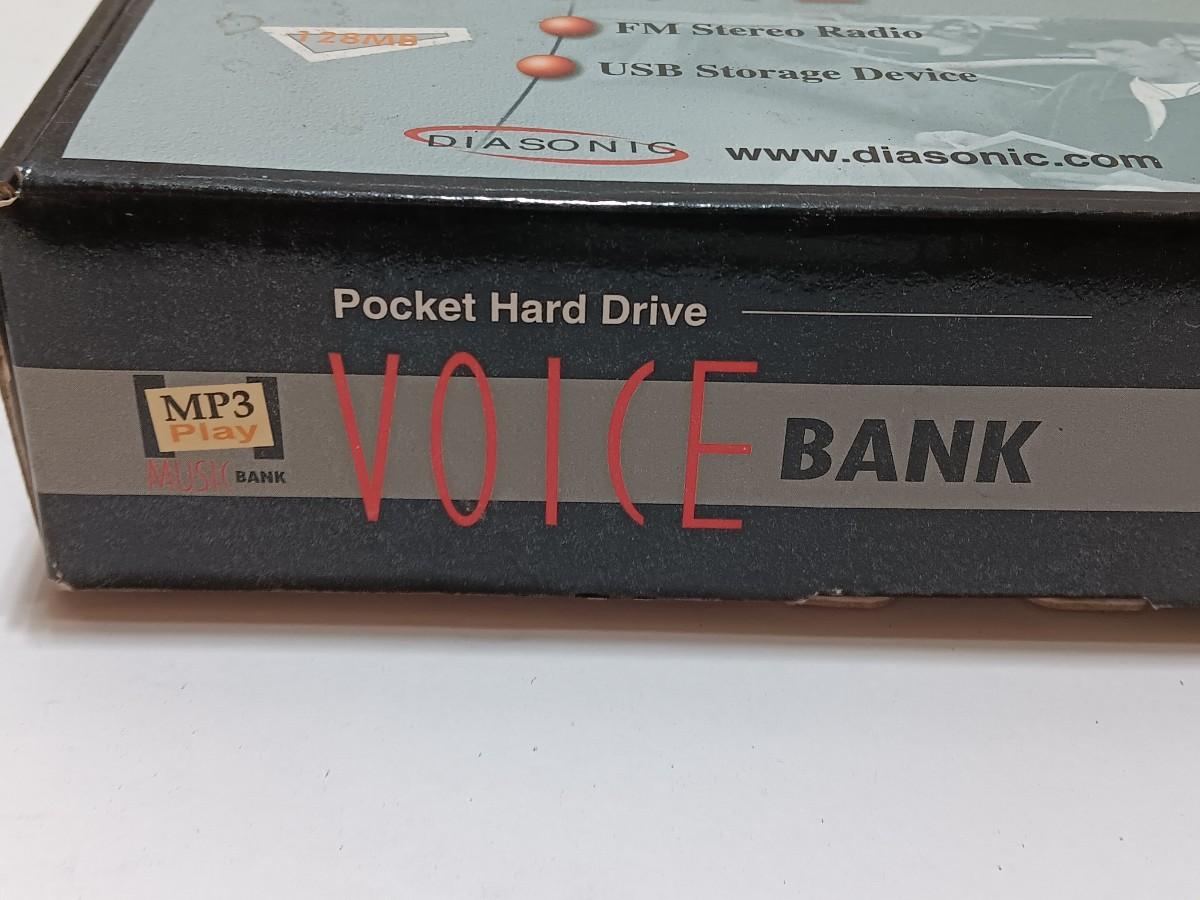 128MB
FM Stereo Radio
USB Storage Device
DIASONIC
www.diasonic.com
Pocket Hard Drive
MP3
Play
MUSIC BANK
VOICE BANK